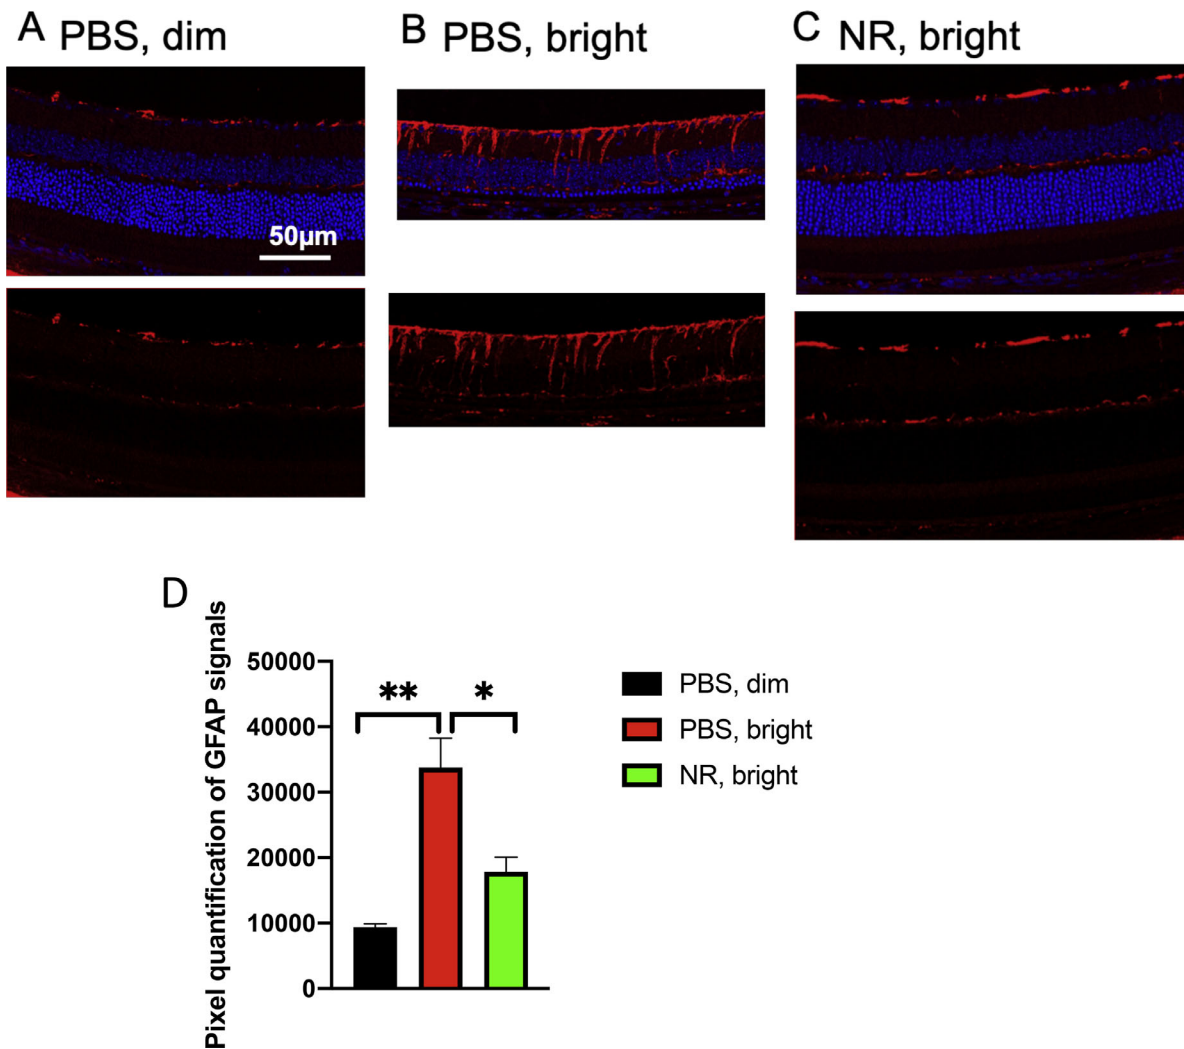 A PBS, dim
B PBS, bright
C NR, bright
50µm
D
Pixel quantification of GFAP signals
50000
40000
30000
20000
10000
0
**
*
PBS, dim
PBS, bright
NR, bright